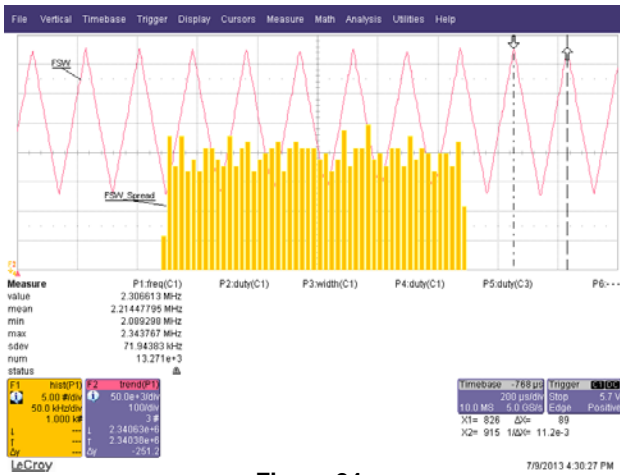 File Vertical Timebase Trigger Display Cursors Measure Math Analysis Utilities Help
FSW
FSW_Spread
F2
Measure P1:freq(C1) P2:duty(C1) P3:width(C1) P4:duty(C1) P5:duty(C3) P6:- - -
value 2.306613 MHz
mean 2.21447795 MHz
min 2.089298 MHz
max 2.343767 MHz
sdev 71.94383 kHz
num 13.271e+3
status
F1 hist(P1) F2 trend(P1)
5.00 #/div 50.0e+3/div
50.0 kHz/div 100/div
1.000 k# 3 #
--- 2.34063e+6
--- 2.34038e+6
Δy --- Δy -251.2
Timebase -768 µs Trigger C1 DC
200 µs/div Stop 5.7 V
10.0 MS 5.0 GS/s Edge Positive
X1= 826 ΔX= 89
X2= 915 1/ΔX= 11.2e-3
LeCroy 7/9/2013 4:30:27 PM